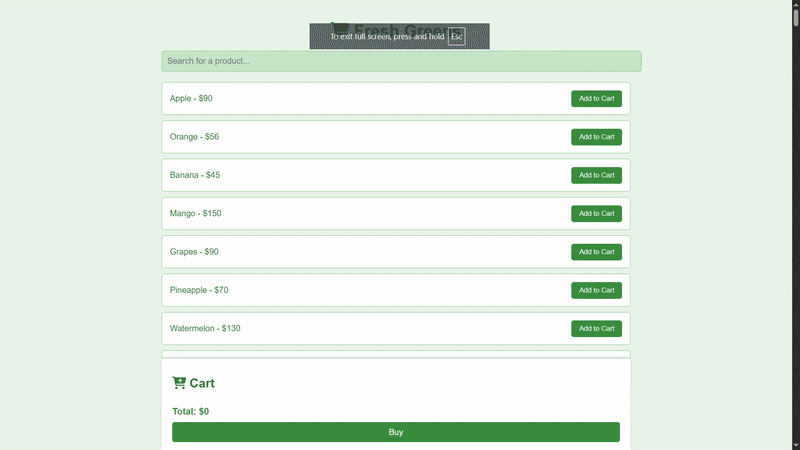 Fresh Greens
To exit full screen, press and hold Esc
Search for a product...
Apple - $90 Add to Cart
Orange - $56 Add to Cart
Banana - $45 Add to Cart
Mango - $150 Add to Cart
Grapes - $90 Add to Cart
Pineapple - $70 Add to Cart
Watermelon - $130 Add to Cart
Cart
Total: $0
Buy